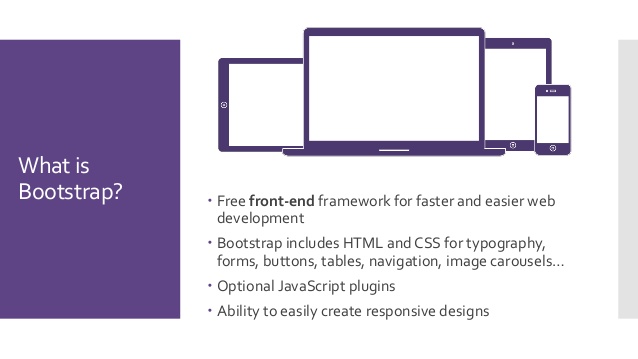 What is
Bootstrap?
• Free front-end framework for faster and easier web
development
• Bootstrap includes HTML and CSS for typography,
forms, buttons, tables, navigation, image carousels...
• Optional JavaScript plugins
• Ability to easily create responsive designs